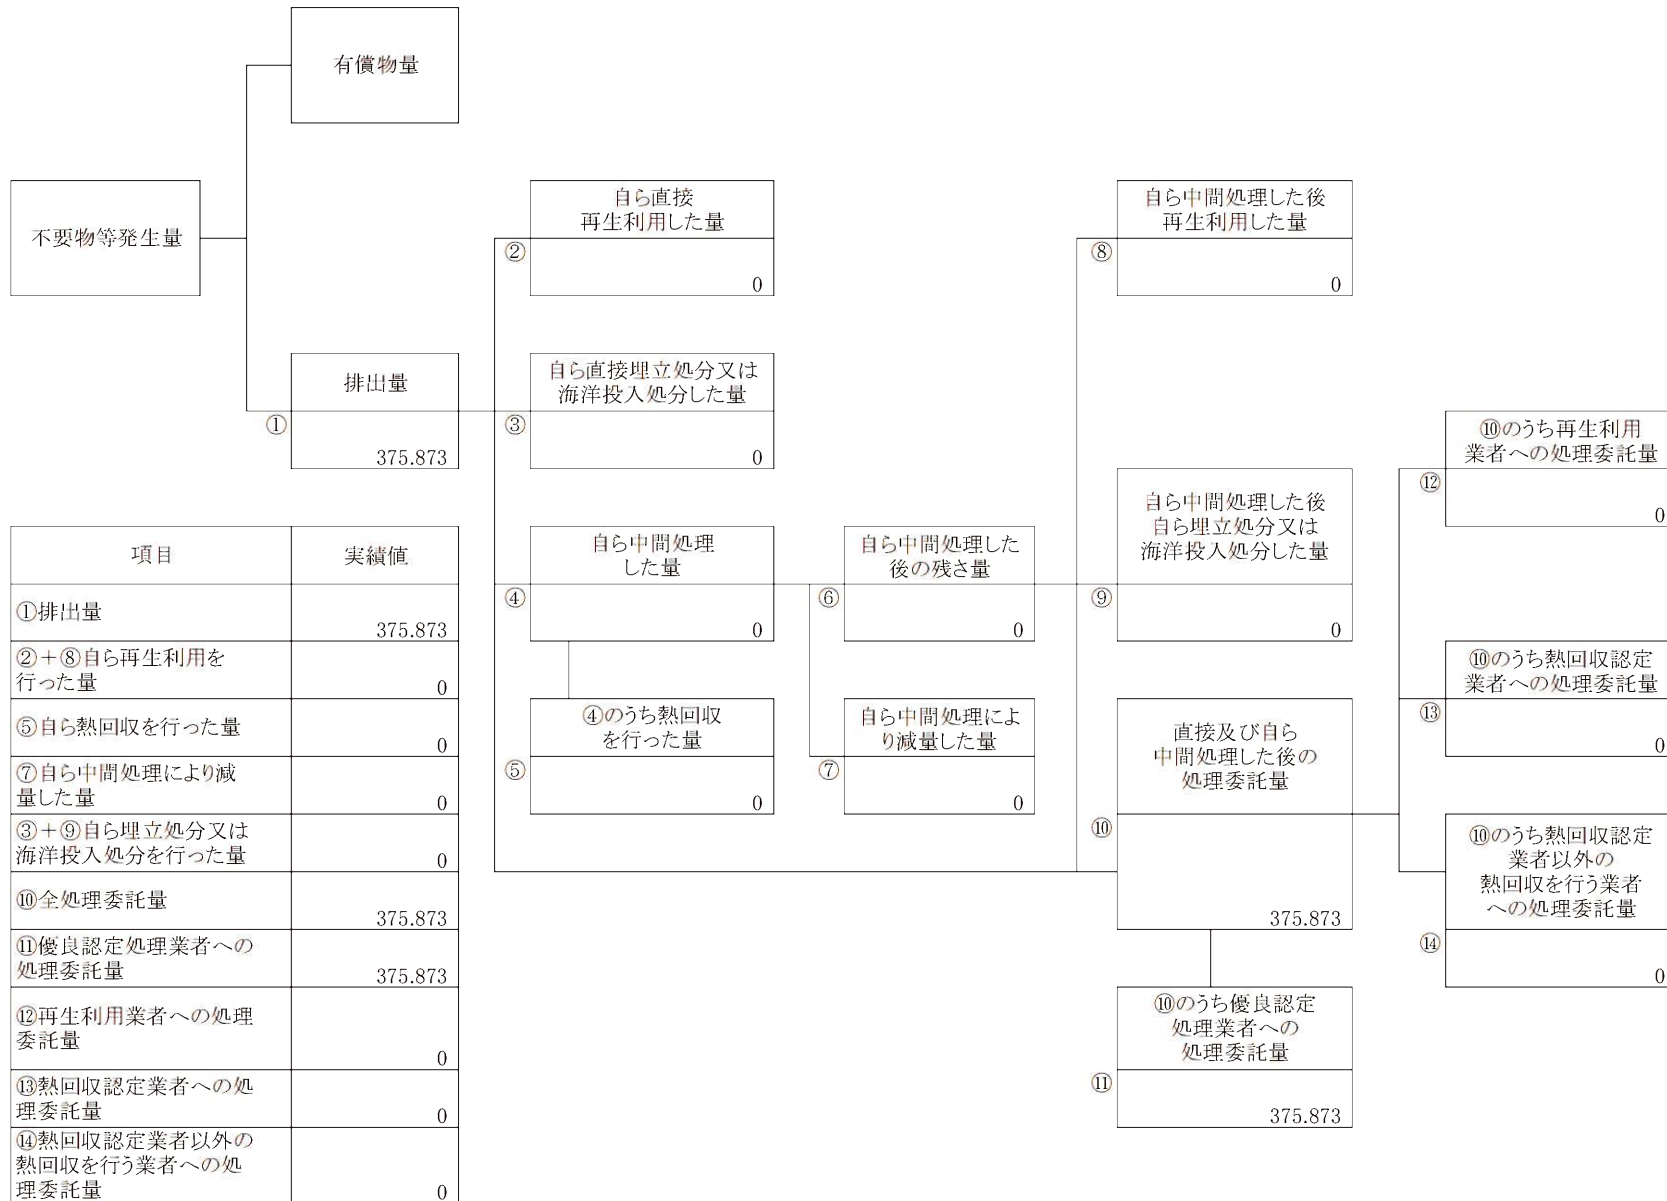 有償物量
不要物等発生量
自ら直接
再生利用した量
②
0
自ら中間処理した後
再生利用した量
⑧
0
排出量
①
375.873
自ら直接埋立処分又は
海洋投入処分した量
③
0
⑩のうち再生利用
業者への処理委託量
⑫
0
自ら中間処理
した量
④
0
自ら中間処理した
後の残さ量
⑥
0
自ら中間処理した後
自ら埋立処分又は
海洋投入処分した量
⑨
0
⑩のうち熱回収認定
業者への処理委託量
⑬
0
④のうち熱回収
を行った量
⑤
0
自ら中間処理によ
り減量した量
⑦
0
直接及び自ら
中間処理した後の
処理委託量
⑩
375.873
⑩のうち熱回収認定
業者以外の
熱回収を行う業者
への処理委託量
⑭
0
⑩のうち優良認定
処理業者への
処理委託量
⑪
375.873
項目 実績値
①排出量
375.873
②+⑧自ら再生利用を
行った量 0
⑤自ら熱回収を行った量
0
⑦自ら中間処理により減
量した量 0
③+⑨自ら埋立処分又は
海洋投入処分を行った量 0
⑩全処理委託量
375.873
⑪優良認定処理業者への
処理委託量 375.873
⑫再生利用業者への処理
委託量
0
⑬熱回収認定業者への処
理委託量 0
⑭熱回収認定業者以外の
熱回収を行う業者への処
理委託量 0